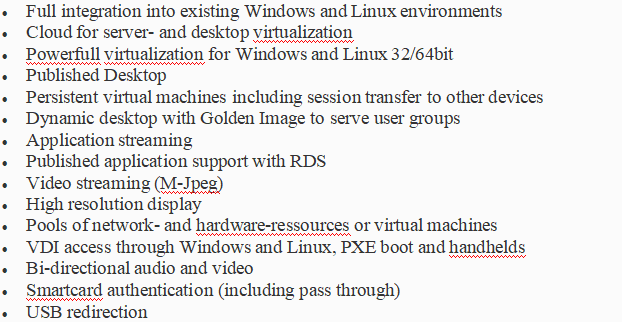 • Full integration into existing Windows and Linux environments
• Cloud for server- and desktop virtualization
• Powerfull virtualization for Windows and Linux 32/64bit
• Published Desktop
• Persistent virtual machines including session transfer to other devices
• Dynamic desktop with Golden Image to serve user groups
• Application streaming
• Published application support with RDS
• Video streaming (M-Jpeg)
• High resolution display
• Pools of network- and hardware-ressources or virtual machines
• VDI access through Windows and Linux, PXE boot and handhelds
• Bi-directional audio and video
• Smartcard authentication (including pass through)
• USB redirection